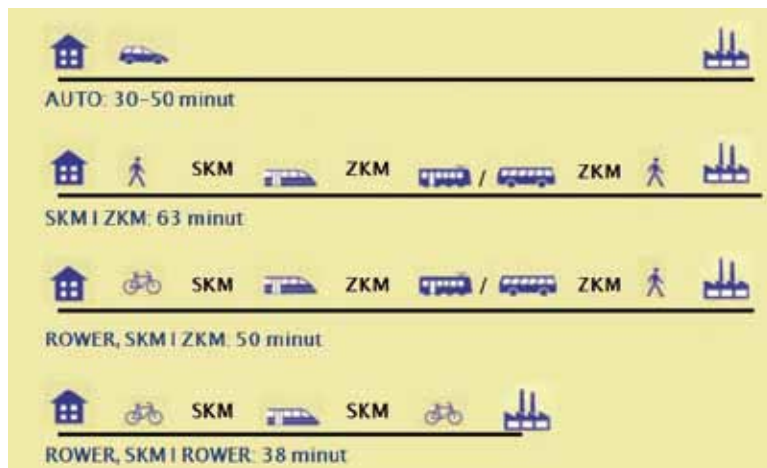 AUTO: 30-50 minut
SKM ZKM / ZKM
SKM I ZKM: 63 minut
SKM ZKM / ZKM
ROWER, SKM I ZKM: 50 minut
SKM SKM
ROWER, SKM I ROWER: 38 minut